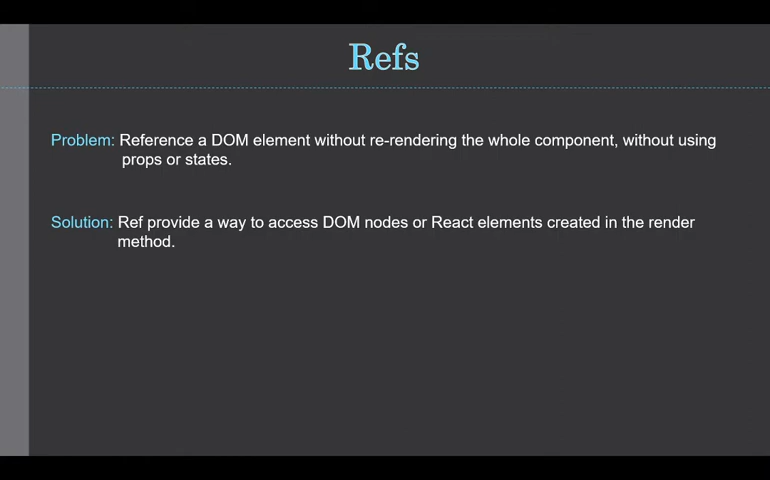 Refs
Problem: Reference a DOM element without re-rendering the whole component, without using
props or states.
Solution: Ref provide a way to access DOM nodes or React elements created in the render
method.